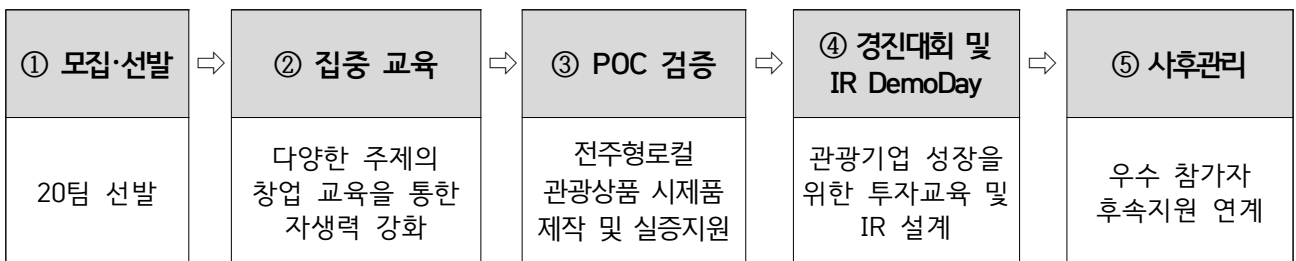 ① 모집·선발 ⇨ ② 집중 교육 ⇨ ③ POC 검증 ⇨ ④ 경진대회 및
IR DemoDay ⇨ ⑤ 사후관리
20팀 선발
다양한 주제의
창업 교육을 통한
자생력 강화
전주형로컬
관광상품 시제품
제작 및 실증지원
관광기업 성장을
위한 투자교육 및
IR 설계
우수 참가자
후속지원 연계